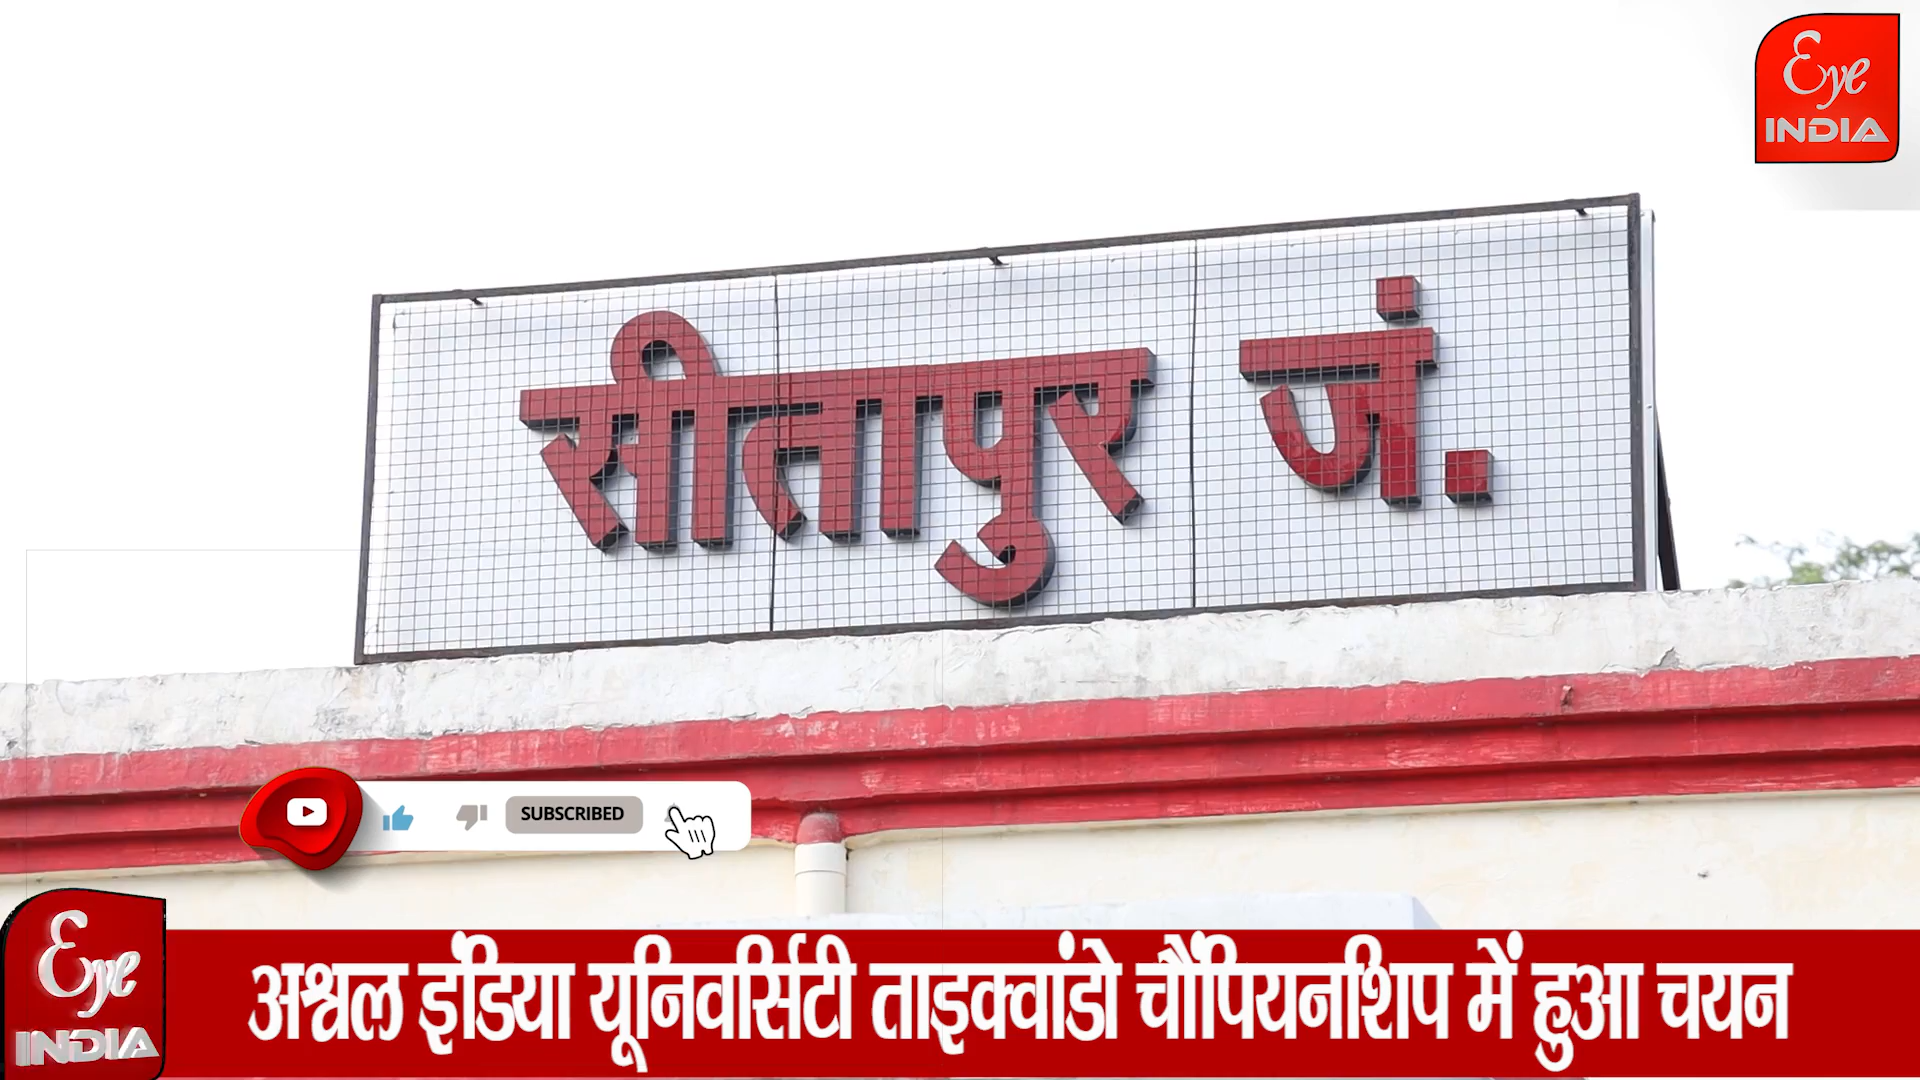 Eye
INDIA
सीतापुर जं.
SUBSCRIBED
Eye
INDIA
अश्वल इंडिया यूनिवर्सिटी ताइक्वांडो चौंपियनशिप में हुआ चयन